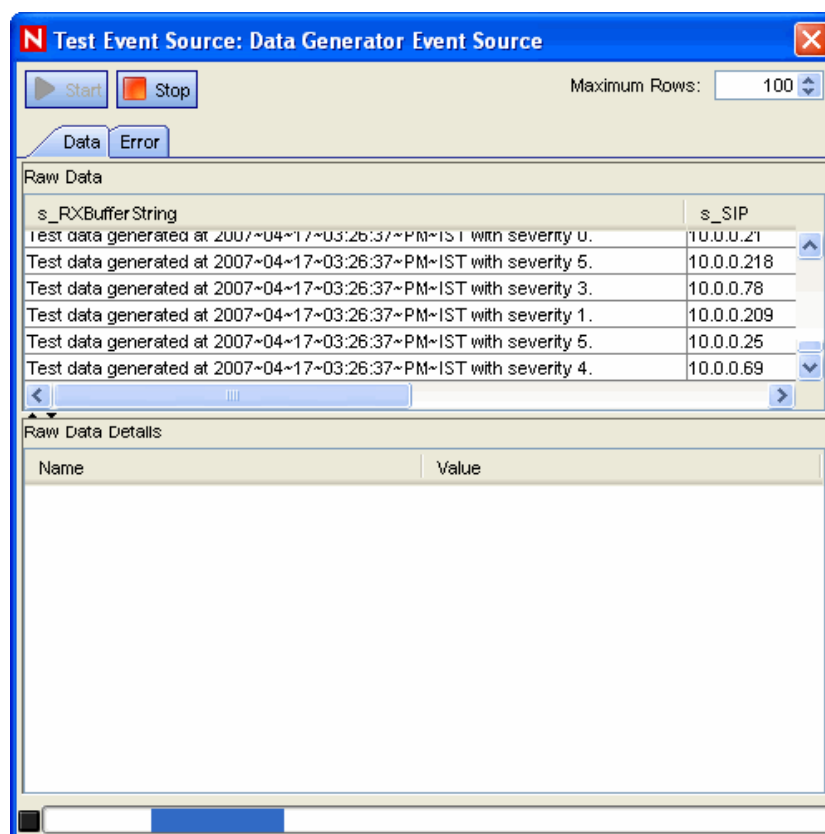 N Test Event Source: Data Generator Event Source
Start Stop Maximum Rows: 100
Data Error
Raw Data
s_RXBufferString s_SIP
Test data generated at 2007~04~17~03:26:37~PM~IST with severity 0. 10.0.0.21
Test data generated at 2007~04~17~03:26:37~PM~IST with severity 5. 10.0.0.218
Test data generated at 2007~04~17~03:26:37~PM~IST with severity 3. 10.0.0.78
Test data generated at 2007~04~17~03:26:37~PM~IST with severity 1. 10.0.0.209
Test data generated at 2007~04~17~03:26:37~PM~IST with severity 5. 10.0.0.25
Test data generated at 2007~04~17~03:26:37~PM~IST with severity 4. 10.0.0.69
Raw Data Details
Name Value